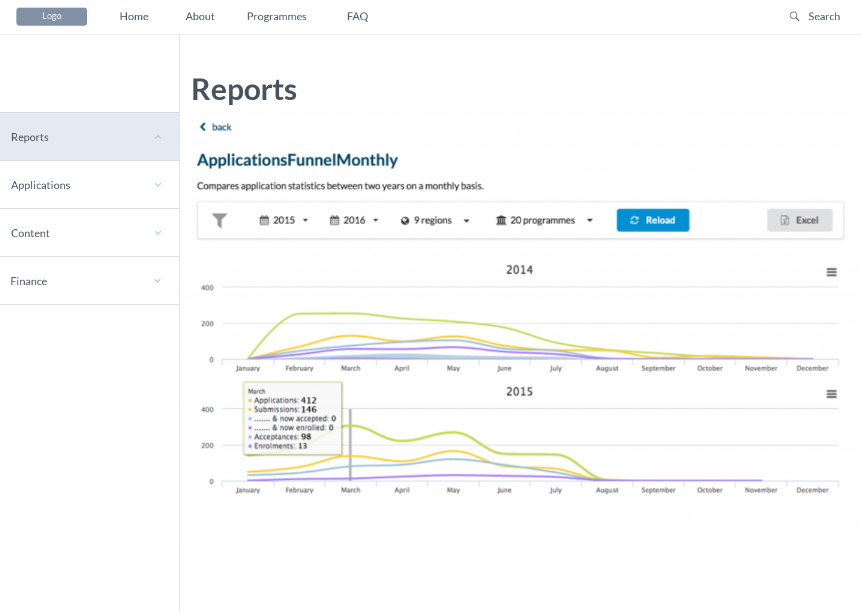 Logo Home About Programmes FAQ Search
Reports
Applications
Content
Finance
Reports
back
ApplicationsFunnelMonthly
Compares application statistics between two years on a monthly basis.
2015 2016 9 regions 20 programmes Reload Excel
2014
400
200
0
January February March April May June July August September October November December
2015
March
Applications: 412
Submissions: 146
....... & now accepted: 0
....... & now enrolled: 0
Acceptances: 98
Enrolments: 13
400
200
0
January February March April May June July August September October November December